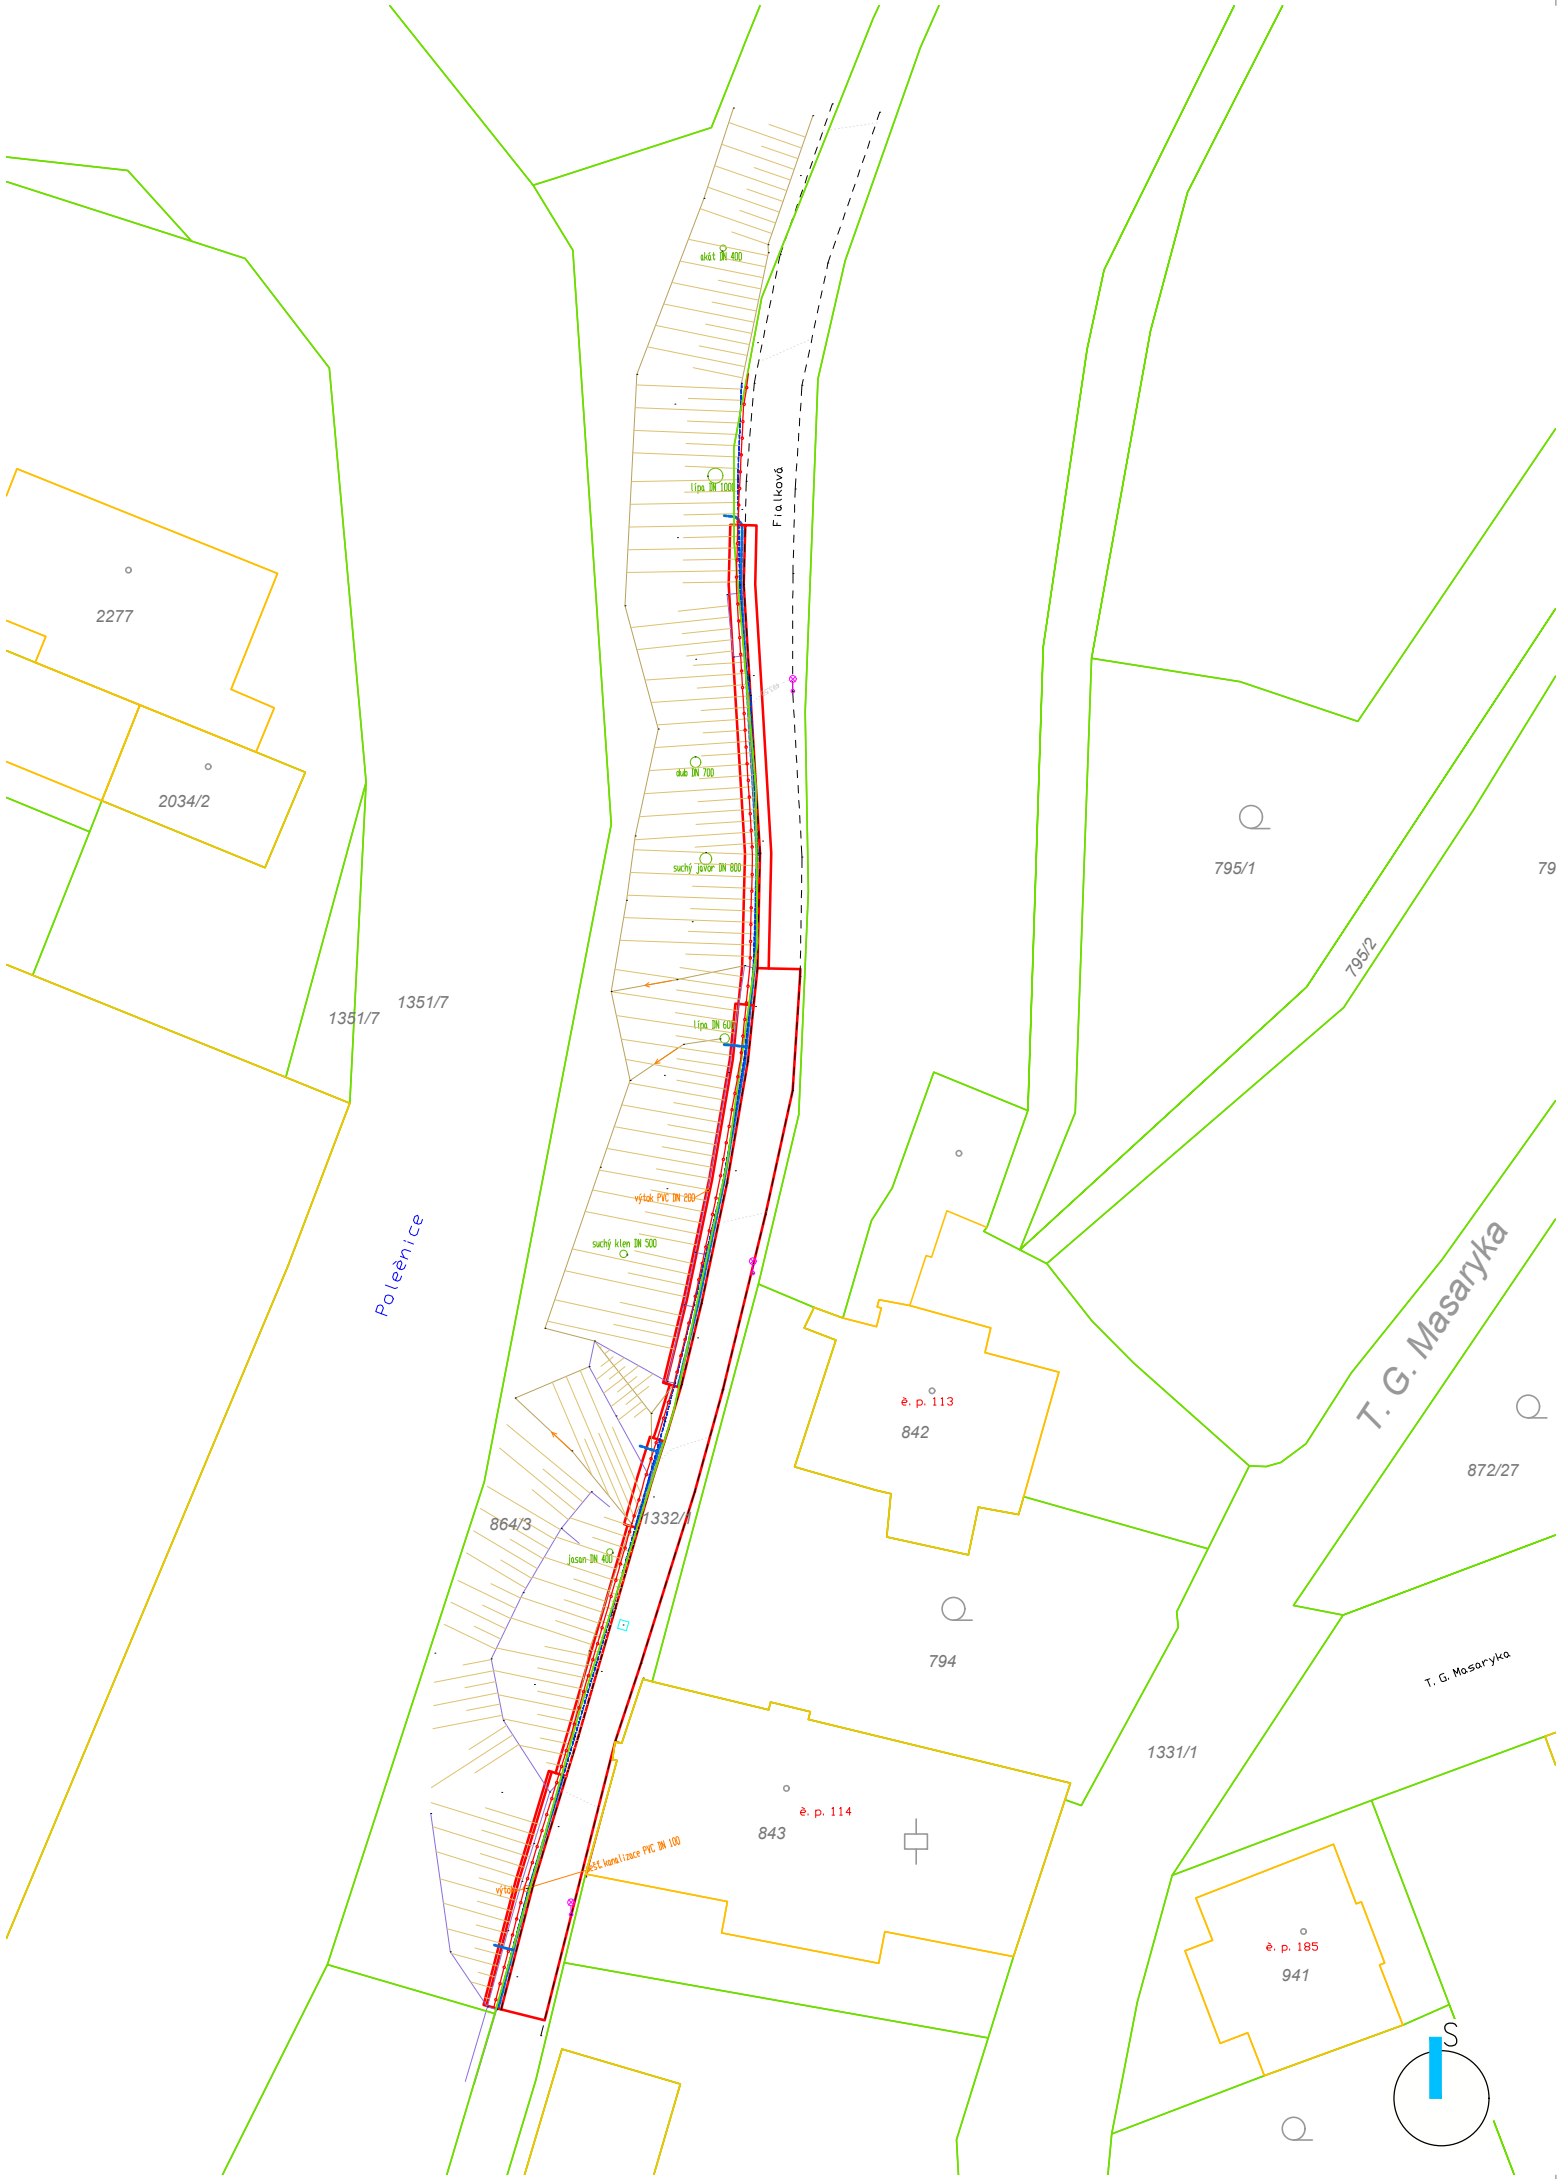 akát DN 400
lípa DN 1000
Fialková
2277
2034/2
dub DN 700
suchý javor DN 800
795/1
79
795/2
1351/7
1351/7
lípa DN 600
výtok PVC DN 200
suchý klen DN 500
Poleènice
T. G. Masaryka
è. p. 113
842
872/27
864/3
1332/1
jasan DN 400
794
T. G. Masaryka
1331/1
è. p. 114
843
dešť. kanalizace PVC DN 100
výtok
è. p. 185
941
S